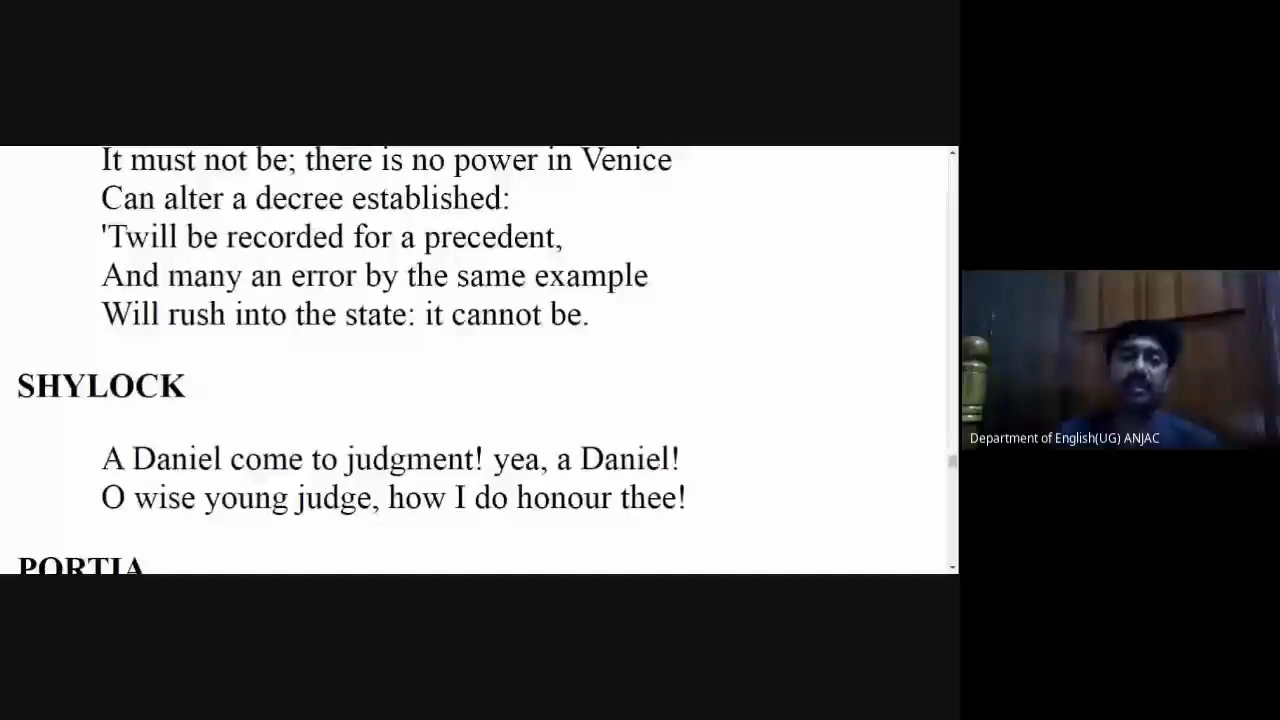 It must not be; there is no power in Venice
Can alter a decree established:
'Twill be recorded for a precedent,
And many an error by the same example
Will rush into the state: it cannot be.
SHYLOCK
A Daniel come to judgment! yea, a Daniel!
O wise young judge, how I do honour thee!
PORTIA
Department of English(UG) ANJAC